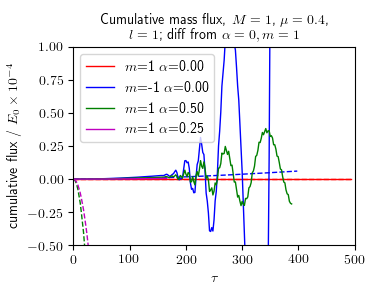 Cumulative mass flux, M = 1, μ = 0.4,
l = 1; diff from α = 0, m = 1
cumulative flux / E₀ × 10⁻⁴
1.00
0.75
0.50
0.25
0.00
−0.25
−0.50
m=1 α=0.00
m=-1 α=0.00
m=1 α=0.50
m=1 α=0.25
0
100
200
300
400
500
τ